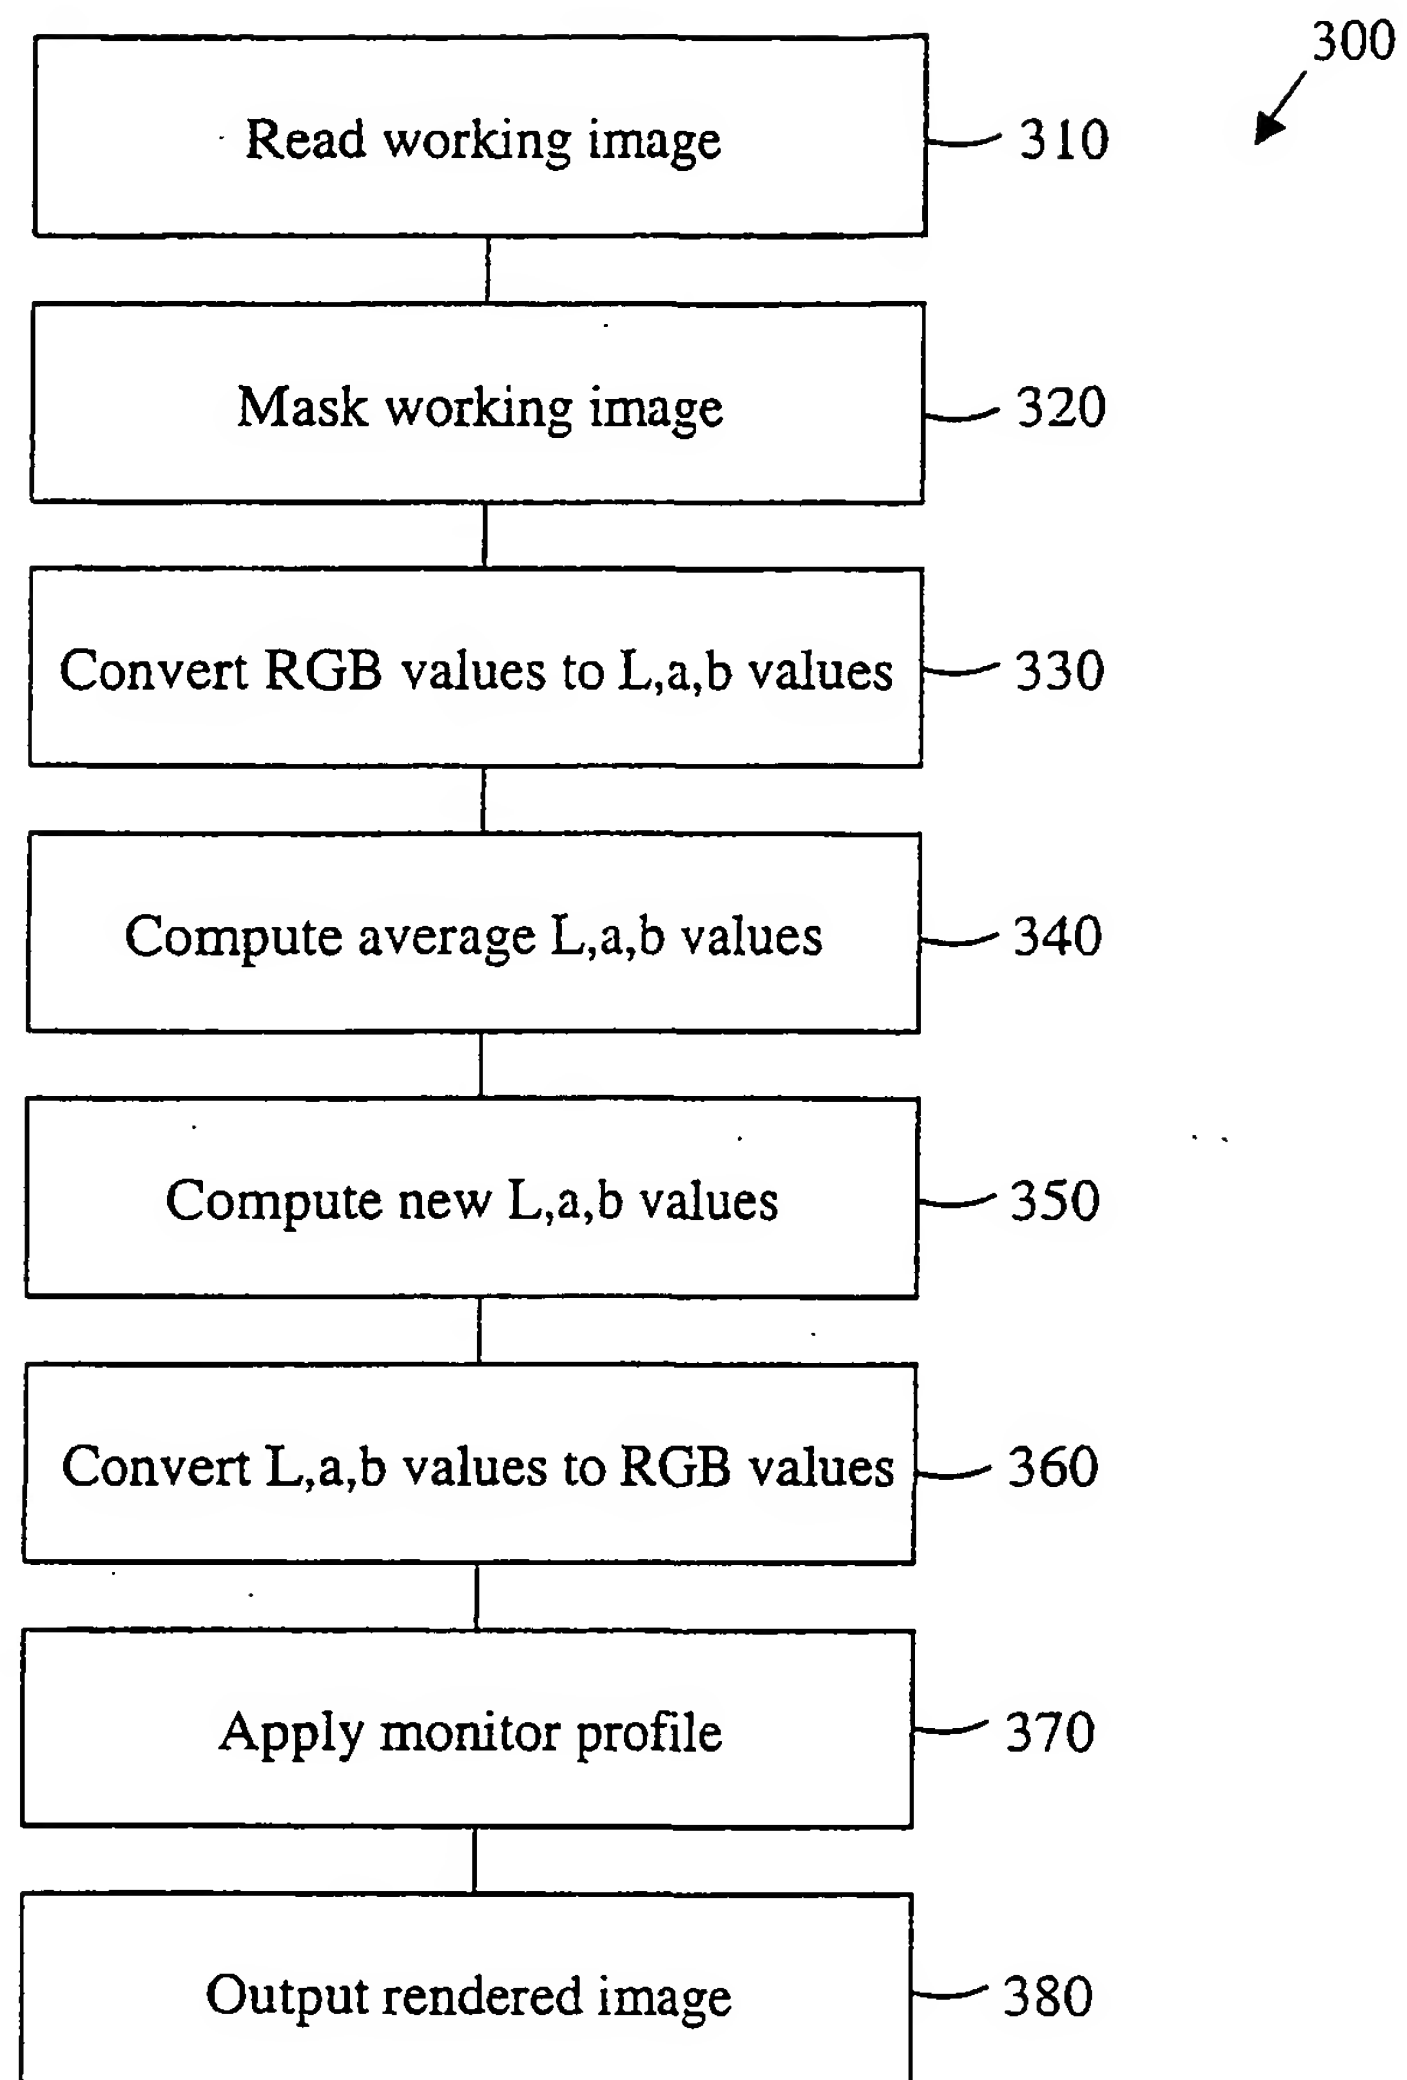 300
Read working image 310
Mask working image 320
Convert RGB values to L,a,b values 330
Compute average L,a,b values 340
Compute new L,a,b values 350
Convert L,a,b values to RGB values 360
Apply monitor profile 370
Output rendered image 380